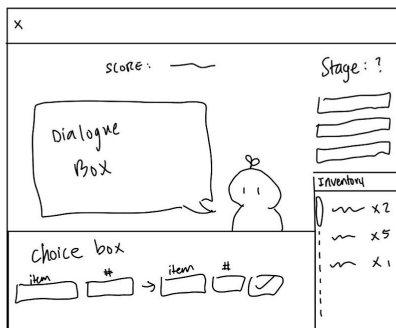 X
SCORE:
Stage: ?
Dialogue
Box
Inventory
x2
x5
x1
choice box
item # → item #